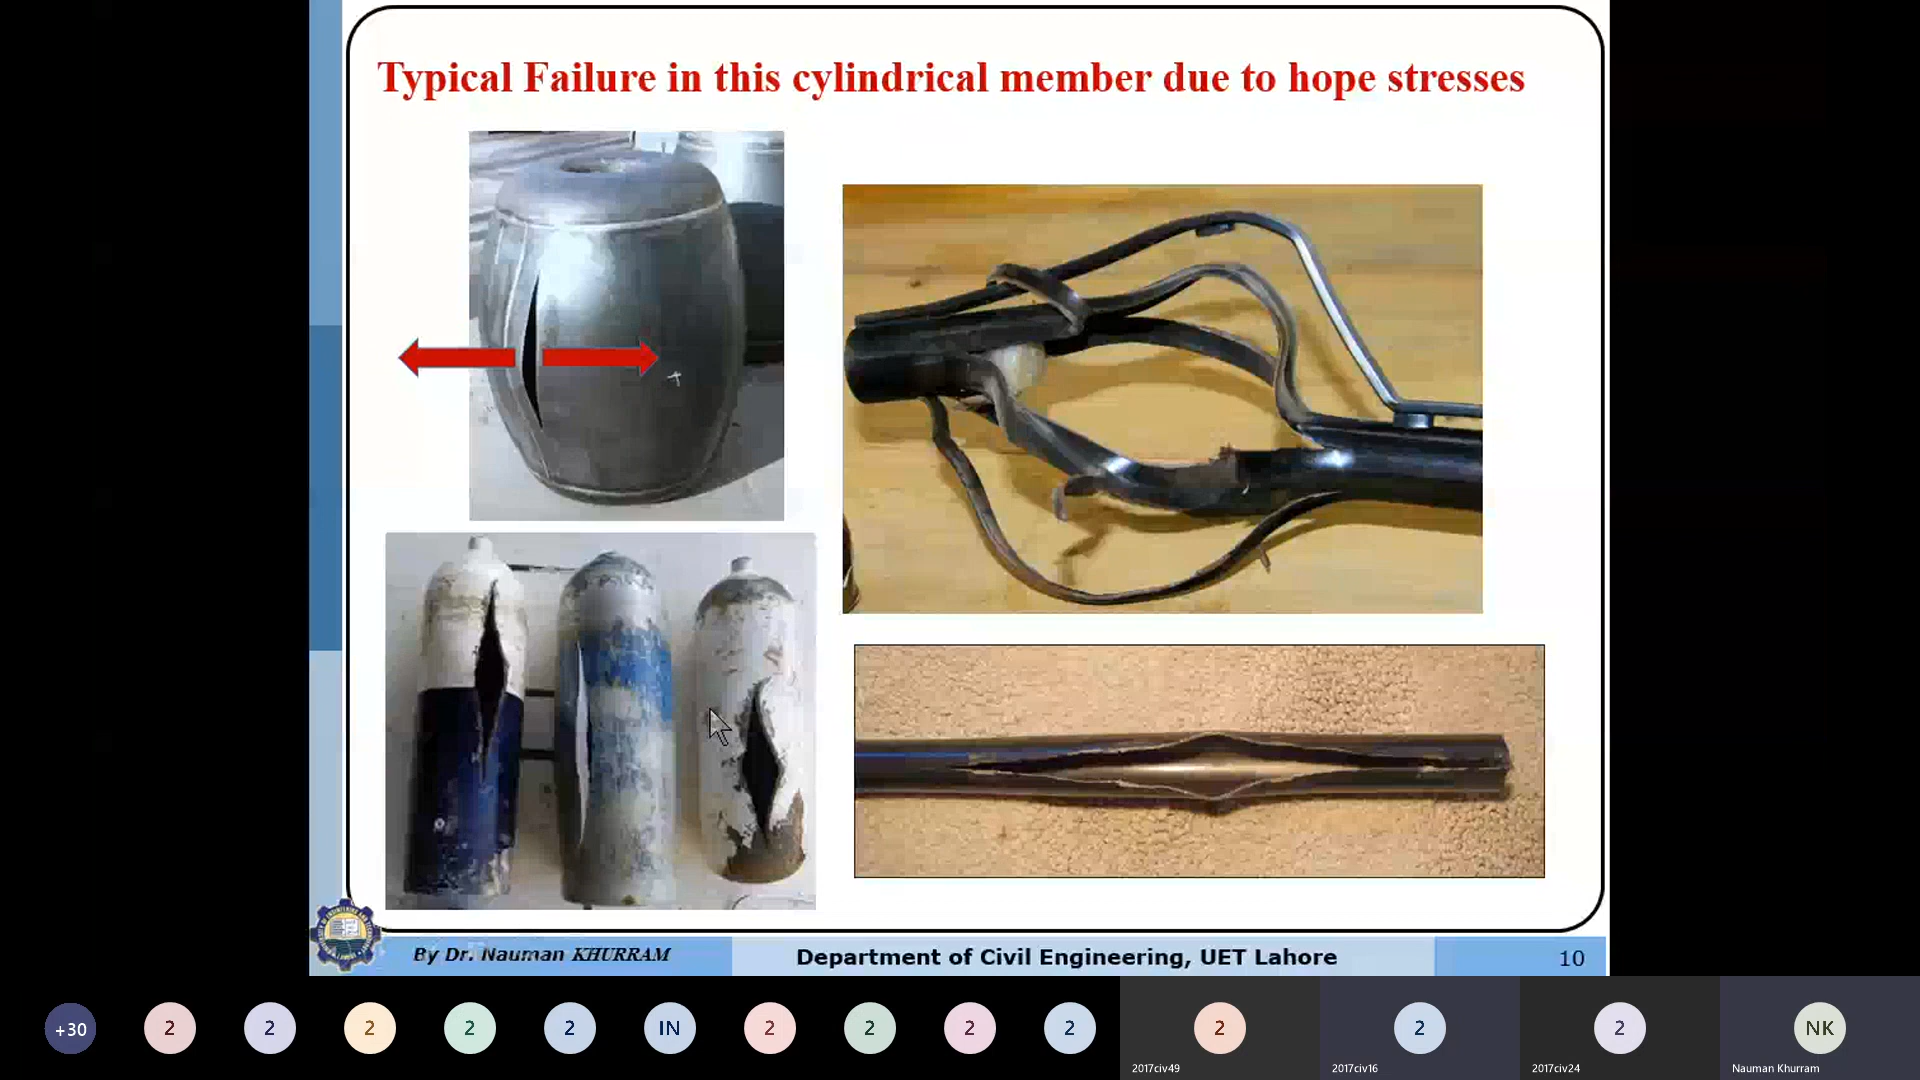 Typical Failure in this cylindrical member due to hope stresses
By Dr. Nauman KHURRAM
Department of Civil Engineering, UET Lahore
10
+30
2
2
2
2
2
IN
2
2
2
2
2
2
2
NK
2017civ49
2017civ16
2017civ24
Nauman Khurram